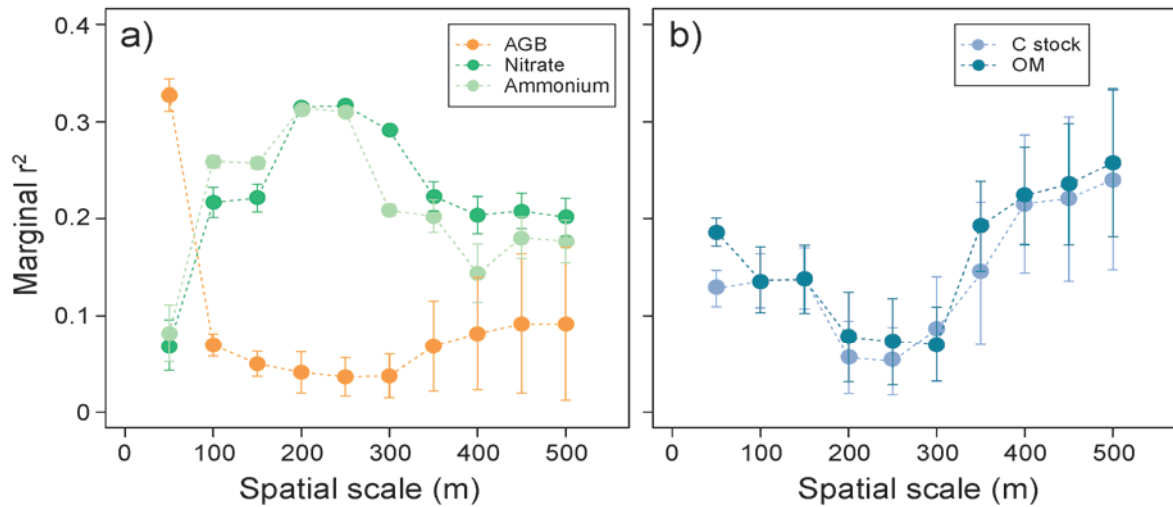 a)
AGB
Nitrate
Ammonium
b)
C stock
OM
0.4
0.3
0.2
0.1
0
Marginal r²
0 100 200 300 400 500
0 100 200 300 400 500
Spatial scale (m)
Spatial scale (m)